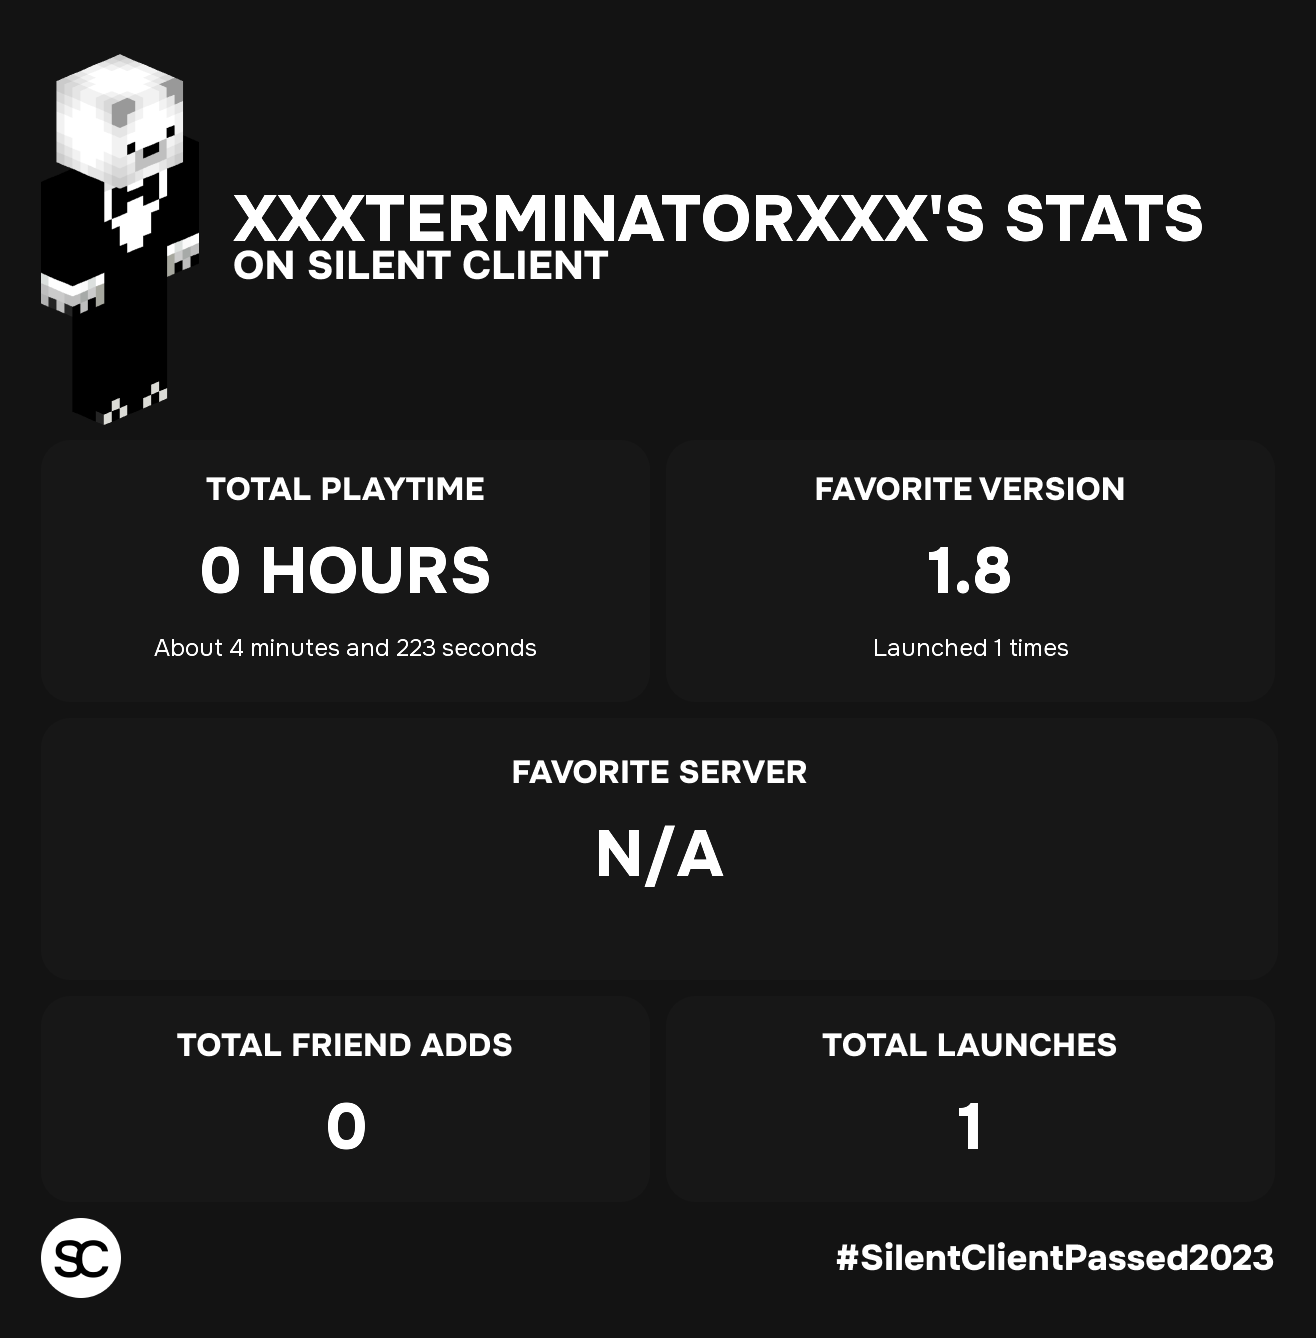 XXXTERMINATORXXX'S STATS
ON SILENT CLIENT
TOTAL PLAYTIME
0 HOURS
About 4 minutes and 223 seconds
FAVORITE VERSION
1.8
Launched 1 times
FAVORITE SERVER
N/A
TOTAL FRIEND ADDS
0
TOTAL LAUNCHES
1
SC
#SilentClientPassed2023